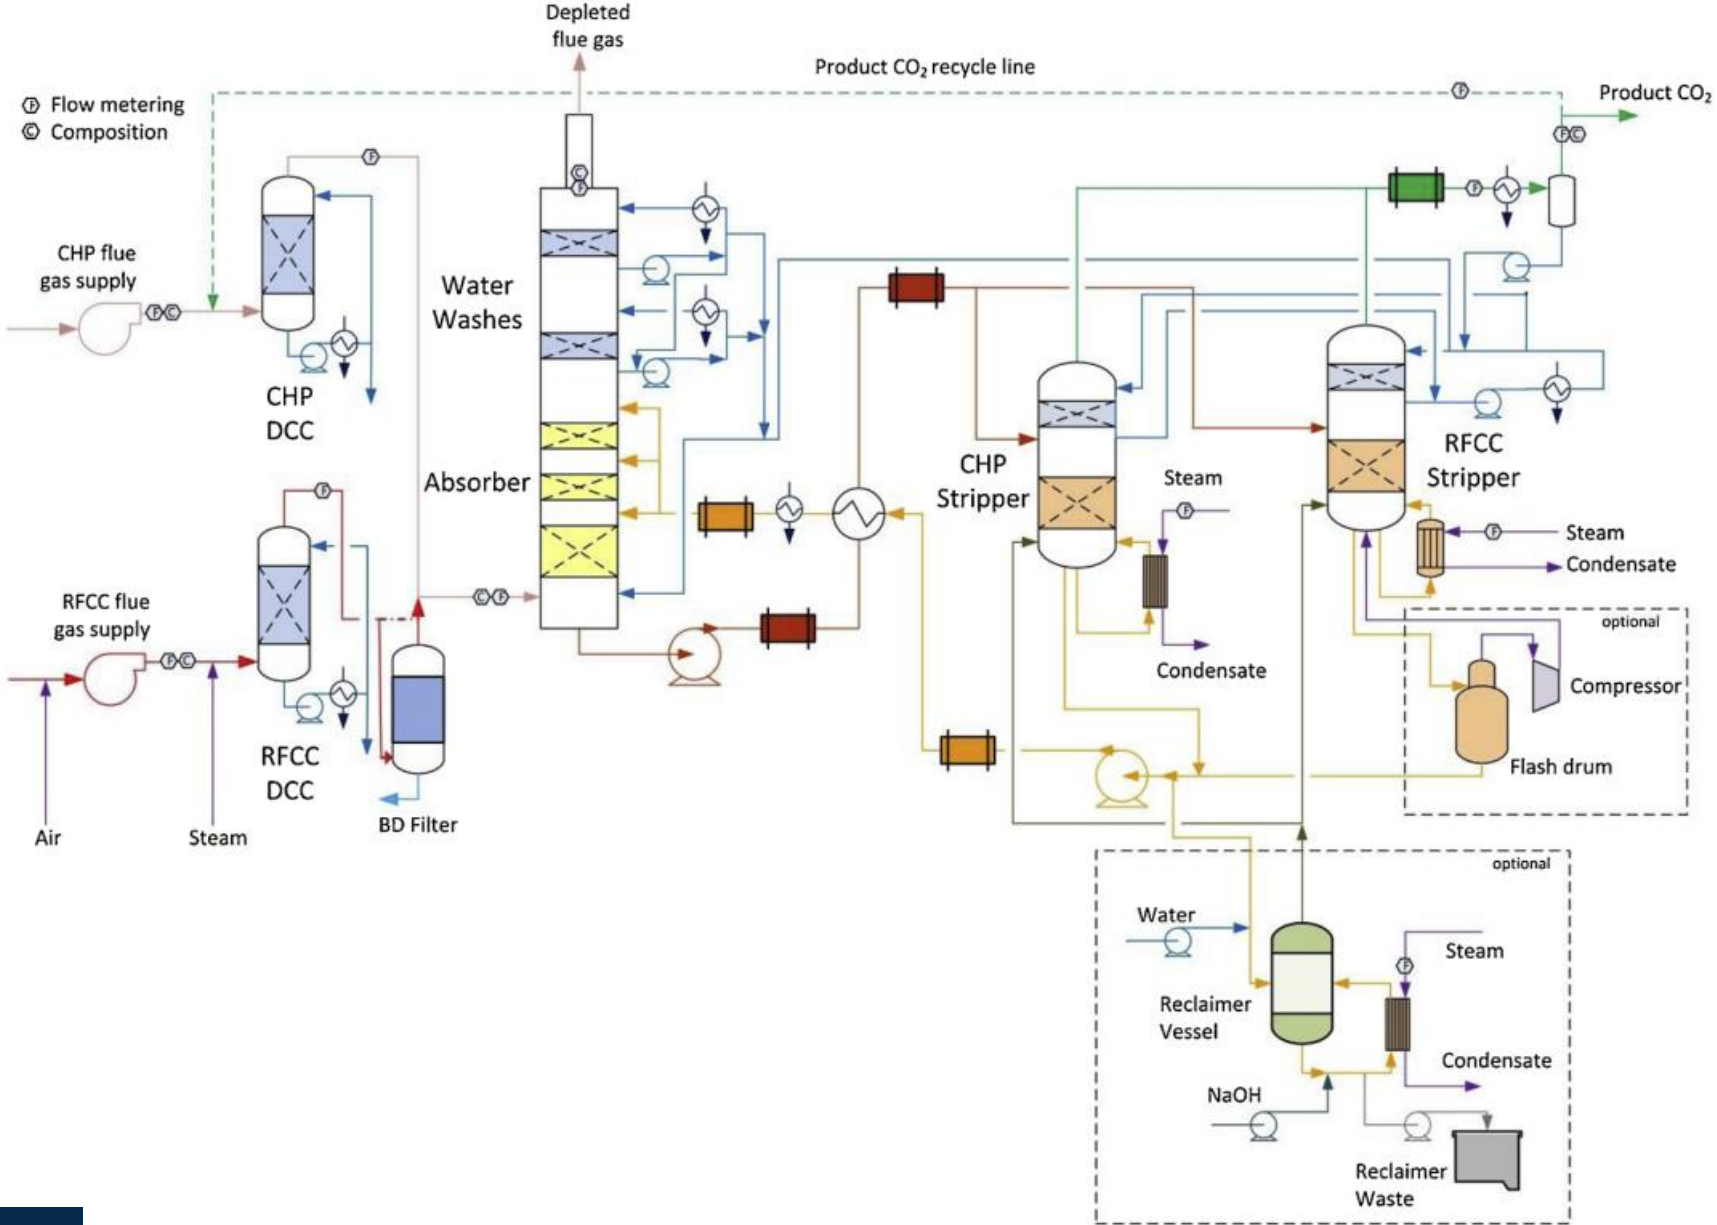 Depleted
flue gas
Product CO₂ recycle line
Product CO₂
F Flow metering
C Composition
F
F
F C
C
F
F
CHP flue
gas supply
F C
Water
Washes
CHP
DCC
Absorber
CHP
Stripper
RFCC
Stripper
Steam
F
F
F
Steam
Condensate
RFCC flue
gas supply
C F
F C
optional
Condensate
Compressor
Flash drum
RFCC
DCC
BD Filter
Air
Steam
optional
Water
Steam
F
Reclaimer
Vessel
Condensate
NaOH
Reclaimer
Waste